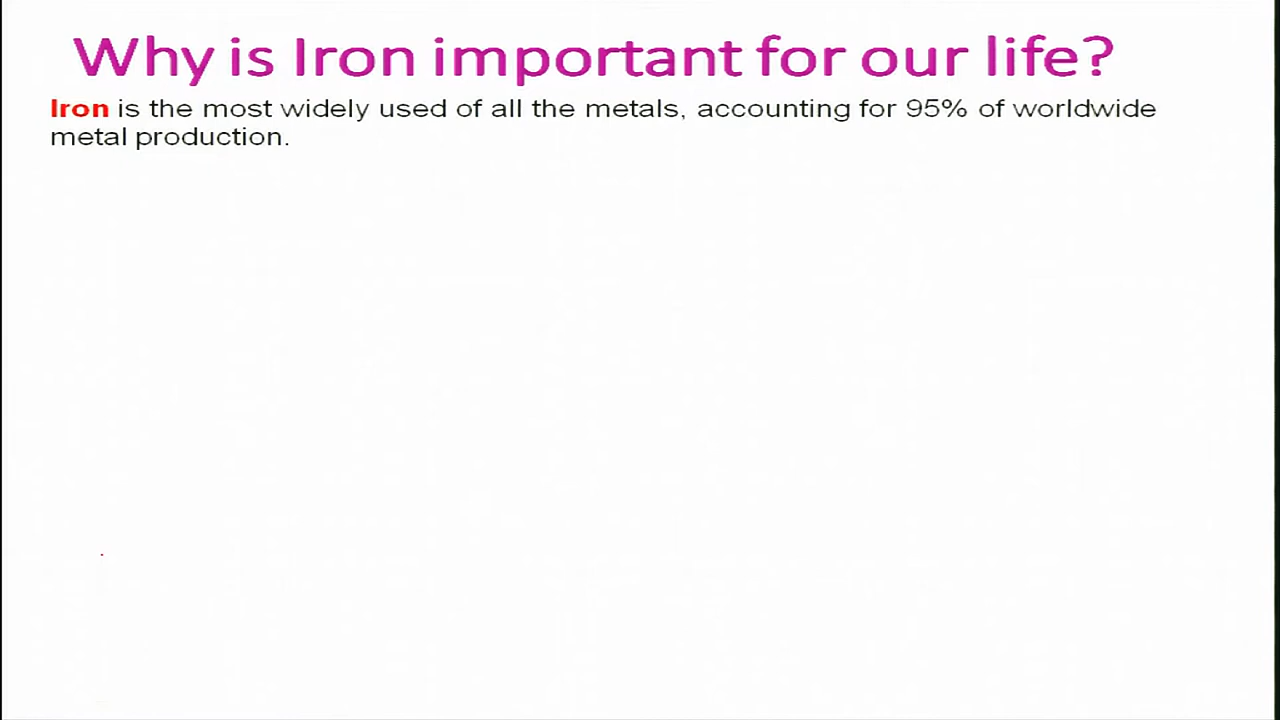 Why is Iron important for our life?
Iron is the most widely used of all the metals, accounting for 95% of worldwide
metal production.